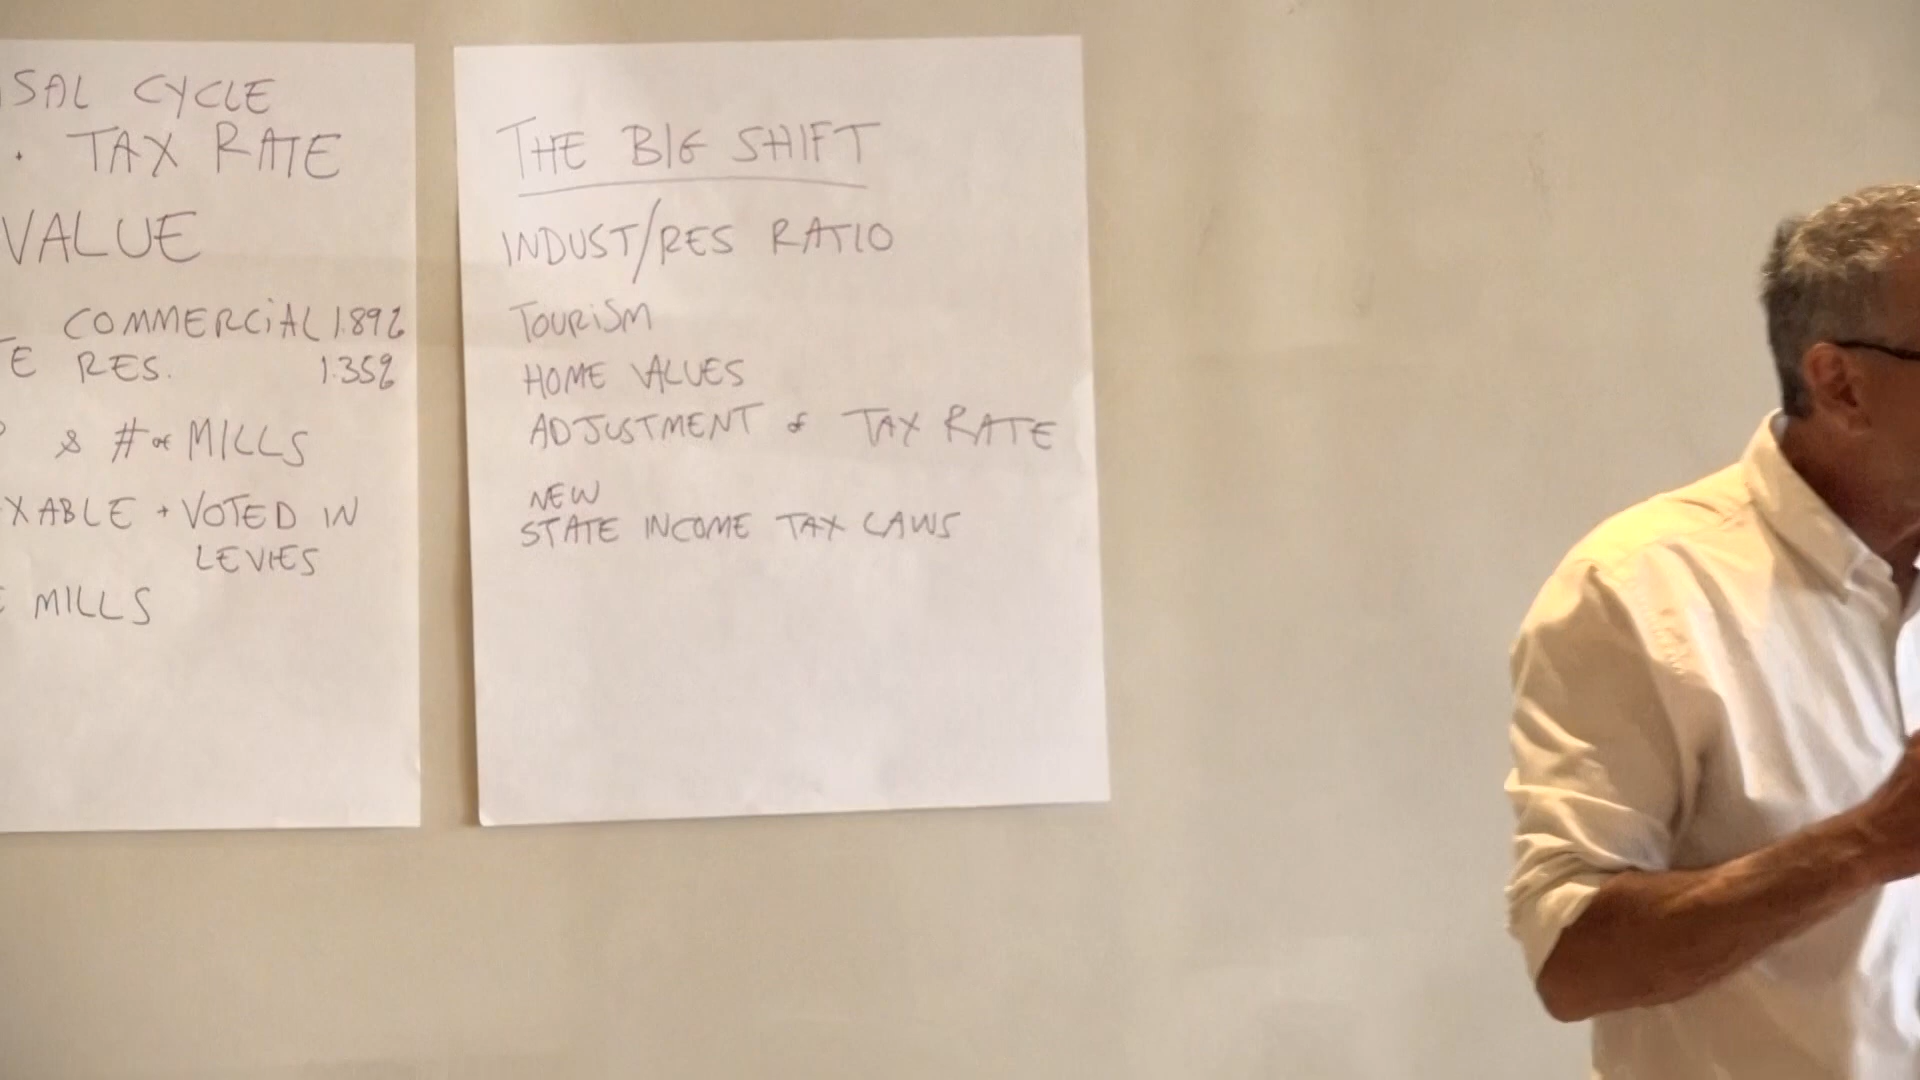 SAL CYCLE
. TAX RATE
VALUE
COMMERCIAL 1.89%
E RES. 1.35%
& # OF MILLS
XABLE + VOTED IN
LEVIES
MILLS
THE BIG SHIFT
INDUST/RES RATIO
TOURISM
HOME VALUES
ADJUSTMENT of TAX RATE
NEW
STATE INCOME TAX LAWS